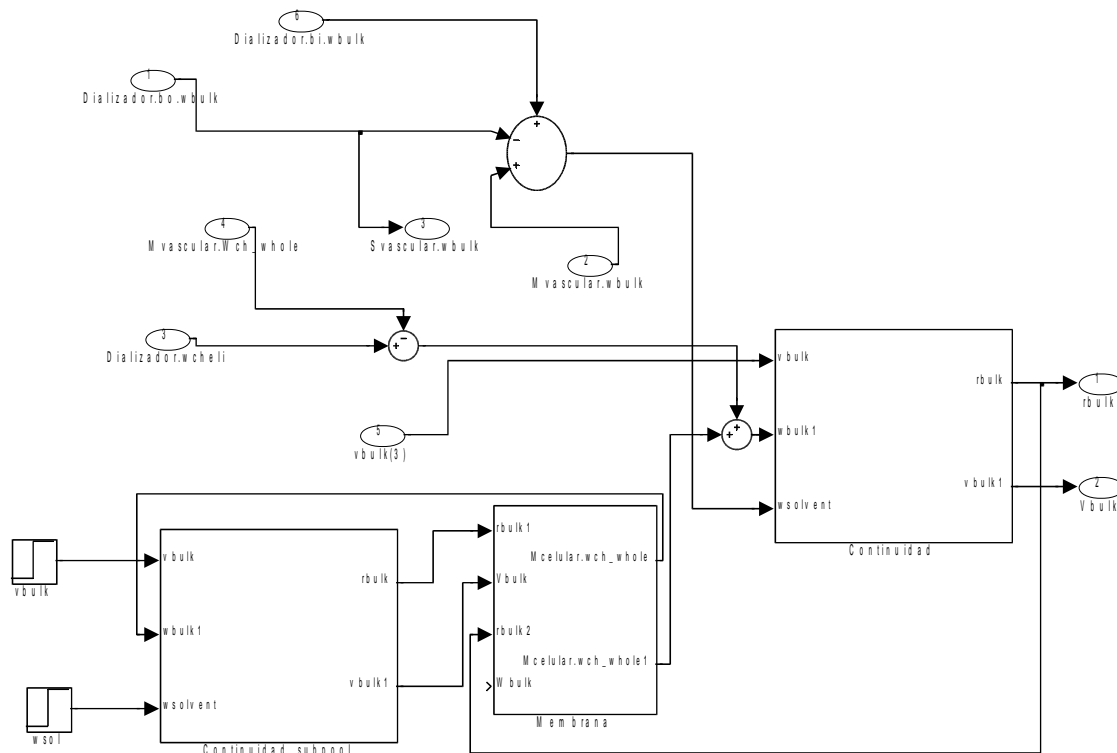 6
Dializador.bi.wbulk
1
Dializador.bo.wbulk
+
−
+
4
Mvascular.Wch_whole
3
Svascular.wbulk
2
Mvascular.wbulk
3
Dializador.wcheli
−
+
5
vbulk(3)
+
+
vbulk
wbulk1
wsolvent
rbulk
vbulk1
Continuidad
1
rbulk
2
Vbulk
vbulk
wsol
vbulk
wbulk1
wsolvent
rbulk
vbulk1
Continuidad subpool
rbulk1
Vbulk
rbulk2
Wbulk
Mcelular.wch_whole
Mcelular.wch_whole1
Membrana